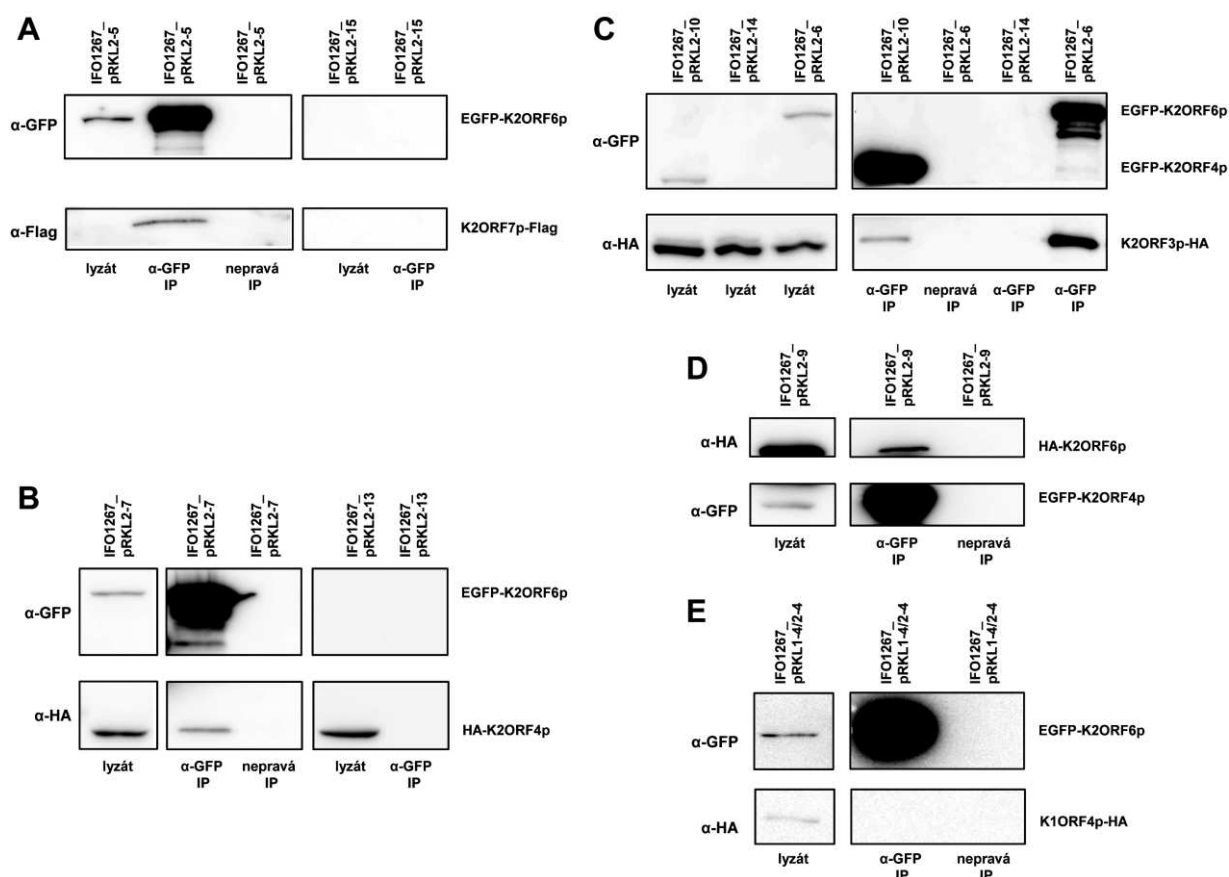 A
IFO1267_
pRKL2-5
IFO1267_
pRKL2-5
IFO1267_
pRKL2-5
IFO1267_
pRKL2-15
IFO1267_
pRKL2-15
α-GFP
EGFP-K2ORF6p
α-Flag
K2ORF7p-Flag
lyzát
α-GFP
IP
nepravá
IP
lyzát
α-GFP
IP
B
IFO1267_
pRKL2-7
IFO1267_
pRKL2-7
IFO1267_
pRKL2-7
IFO1267_
pRKL2-13
IFO1267_
pRKL2-13
α-GFP
EGFP-K2ORF6p
α-HA
HA-K2ORF4p
lyzát
α-GFP
IP
nepravá
IP
lyzát
α-GFP
IP
C
IFO1267_
pRKL2-10
IFO1267_
pRKL2-14
IFO1267_
pRKL2-6
IFO1267_
pRKL2-10
IFO1267_
pRKL2-6
IFO1267_
pRKL2-14
IFO1267_
pRKL2-6
α-GFP
EGFP-K2ORF6p
EGFP-K2ORF4p
α-HA
K2ORF3p-HA
lyzát
lyzát
lyzát
α-GFP
IP
nepravá
IP
α-GFP
IP
α-GFP
IP
D
IFO1267_
pRKL2-9
IFO1267_
pRKL2-9
IFO1267_
pRKL2-9
α-HA
HA-K2ORF6p
α-GFP
EGFP-K2ORF4p
lyzát
α-GFP
IP
nepravá
IP
E
IFO1267_
pRKL1-4/2-4
IFO1267_
pRKL1-4/2-4
IFO1267_
pRKL1-4/2-4
α-GFP
EGFP-K2ORF6p
α-HA
K1ORF4p-HA
lyzát
α-GFP
IP
nepravá
IP